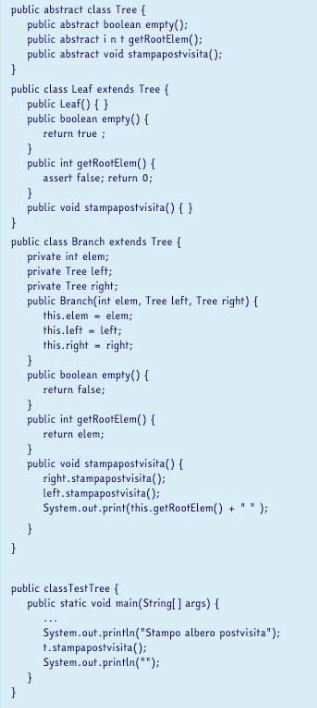 public abstract class Tree {
public abstract boolean empty();
public abstract i n t getRootElem();
public abstract void stampapostvisita();
}
public class Leaf extends Tree {
public Leaf() { }
public boolean empty() {
return true ;
}
public int getRootElem() {
assert false; return 0;
}
public void stampapostvisita() { }
}
public class Branch extends Tree {
private int elem;
private Tree left;
private Tree right;
public Branch(int elem, Tree left, Tree right) {
this.elem = elem;
this.left = left;
this.right = right;
}
public boolean empty() {
return false;
}
public int getRootElem() {
return elem;
}
public void stampapostvisita() {
right.stampapostvisita();
left.stampapostvisita();
System.out.print(this.getRootElem() + " " );
}
}
public classTestTree {
public static void main(String[] args) {
...
System.out.println("Stampo albero postvisita");
t.stampapostvisita();
System.out.println("");
}
}